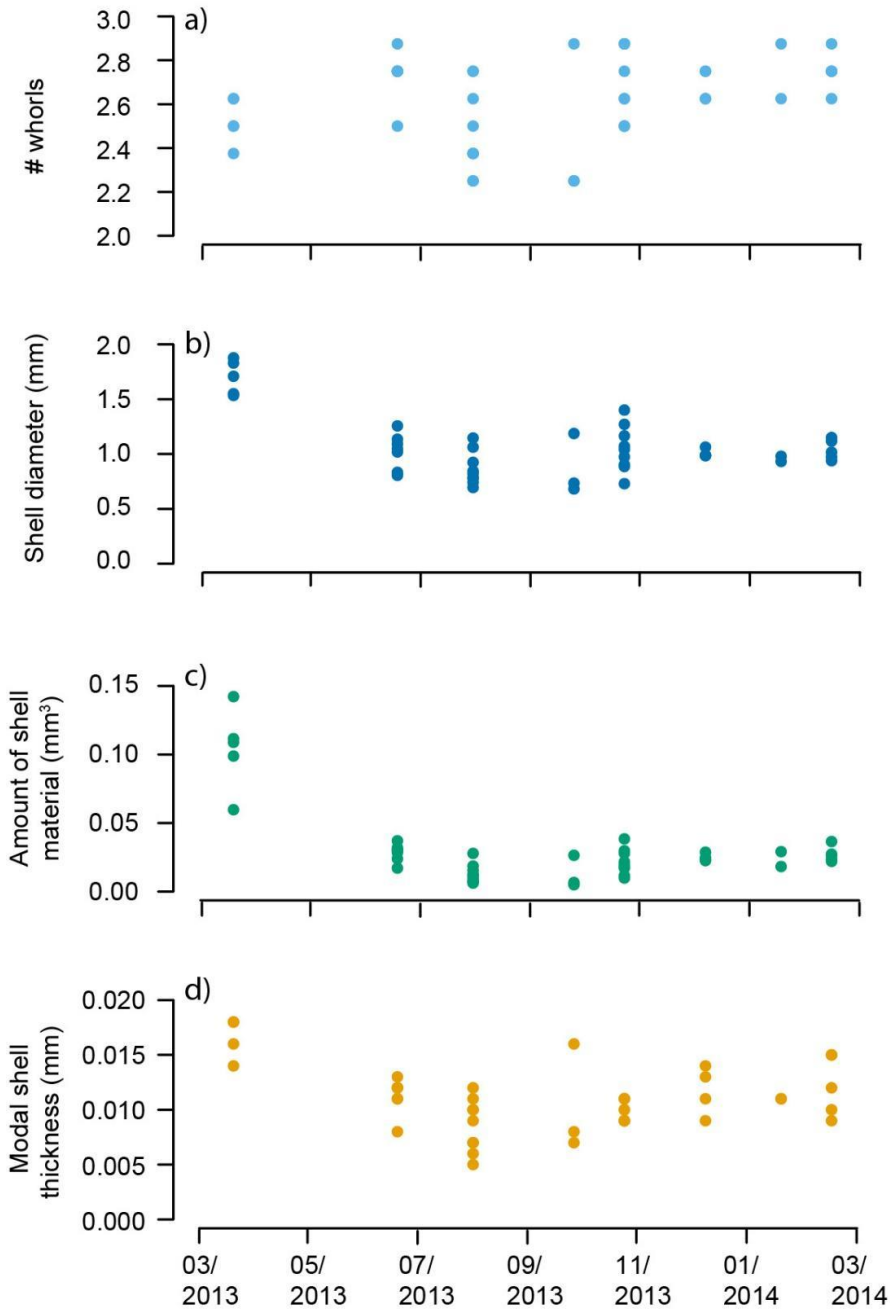 a)
3.0
2.8
2.6
2.4
2.2
2.0
# whorls
b)
2.0
1.5
1.0
0.5
0.0
Shell diameter (mm)
c)
0.15
0.10
0.05
0.00
Amount of shell
material (mm³)
d)
0.020
0.015
0.010
0.005
0.000
Modal shell
thickness (mm)
03/ 05/ 07/ 09/ 11/ 01/ 03/
2013 2013 2013 2013 2013 2014 2014